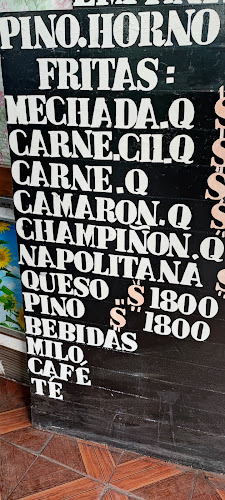 PINO.HORNO
FRITAS:
MECHADA.Q $
CARNE.CH.Q $
CARNE.Q $
CAMARON.Q $
CHAMPIÑON.Q
NAPOLITANA $
QUESO "$"1800
PINO "$"1800
BEBIDAS
MILO
CAFÉ
TÉ